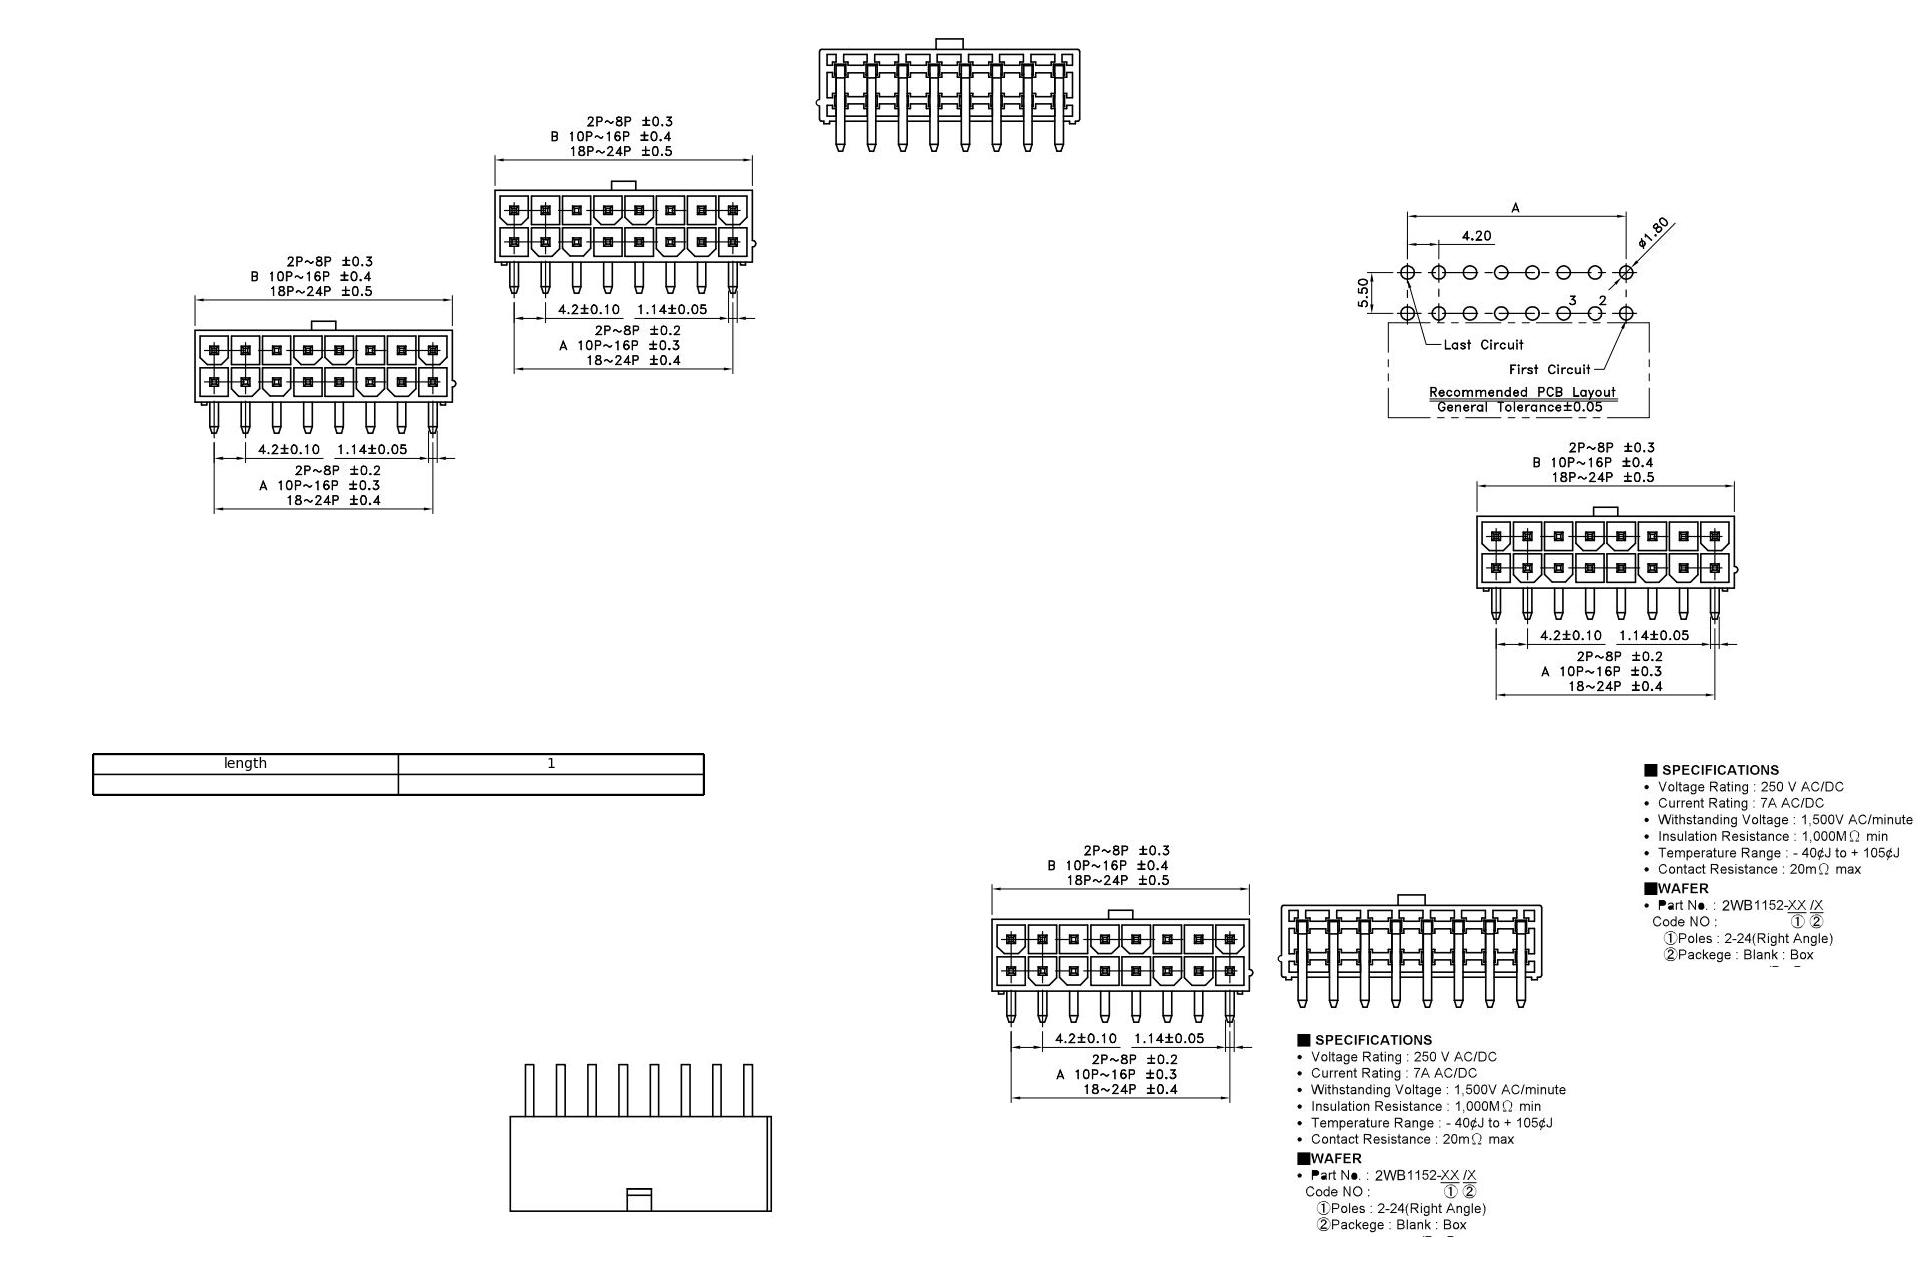 2P~8P ±0.3
B 10P~16P ±0.4
18P~24P ±0.5
4.2±0.10 1.14±0.05
2P~8P ±0.2
A 10P~16P ±0.3
18~24P ±0.4
2P~8P ±0.3
B 10P~16P ±0.4
18P~24P ±0.5
4.2±0.10 1.14±0.05
2P~8P ±0.2
A 10P~16P ±0.3
18~24P ±0.4
A
4.20
ø1.80
5.50
3 2
Last Circuit
First Circuit
Recommended PCB Layout
General Tolerance±0.05
2P~8P ±0.3
B 10P~16P ±0.4
18P~24P ±0.5
4.2±0.10 1.14±0.05
2P~8P ±0.2
A 10P~16P ±0.3
18~24P ±0.4
length 1
■ SPECIFICATIONS
• Voltage Rating : 250 V AC/DC
• Current Rating : 7A AC/DC
• Withstanding Voltage : 1,500V AC/minute
• Insulation Resistance : 1,000MΩ min
• Temperature Range : - 40¢J to + 105¢J
• Contact Resistance : 20mΩ max
■WAFER
• Part No. : 2WB1152-XX /X
Code NO : ① ②
①Poles : 2-24(Right Angle)
②Packege : Blank : Box
2P~8P ±0.3
B 10P~16P ±0.4
18P~24P ±0.5
4.2±0.10 1.14±0.05
2P~8P ±0.2
A 10P~16P ±0.3
18~24P ±0.4
■ SPECIFICATIONS
• Voltage Rating : 250 V AC/DC
• Current Rating : 7A AC/DC
• Withstanding Voltage : 1,500V AC/minute
• Insulation Resistance : 1,000MΩ min
• Temperature Range : - 40¢J to + 105¢J
• Contact Resistance : 20mΩ max
■WAFER
• Part No. : 2WB1152-XX /X
Code NO : ① ②
①Poles : 2-24(Right Angle)
②Packege : Blank : Box